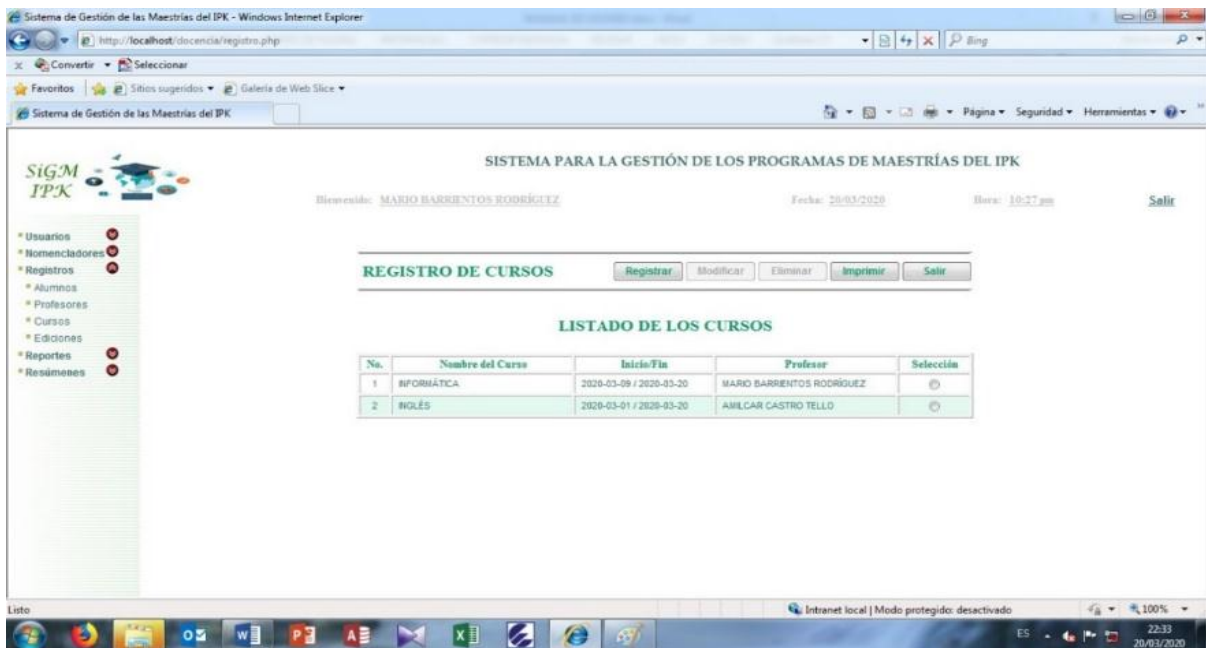 Sistema de Gestión de las Maestrías del IPK - Windows Internet Explorer
http://localhost/docencia/registro.php
Bing
x Convertir Seleccionar
Favoritos Sitios sugeridos Galería de Web Slice
Sistema de Gestión de las Maestrías del IPK
Página Seguridad Herramientas
SiGM
IPK
SISTEMA PARA LA GESTIÓN DE LOS PROGRAMAS DE MAESTRÍAS DEL IPK
Bienvenido: MARIO BARRIENTOS RODRÍGUEZ Fecha: 20/03/2020 Hora: 10:27 pm Salir
Usuarios
Nomencladores
Registros
Alumnos
Profesores
Cursos
Ediciones
Reportes
Resúmenes
REGISTRO DE CURSOS Registrar Modificar Eliminar Imprimir Salir
LISTADO DE LOS CURSOS
No. Nombre del Curso Inicio/Fin Profesor Selección
1 INFORMÁTICA 2020-03-09 / 2020-03-20 MARIO BARRIENTOS RODRÍGUEZ
2 INGLÉS 2020-03-01 / 2020-03-20 AMILCAR CASTRO TELLO
Listo Intranet local | Modo protegido: desactivado 100%
ES 22:33
20/03/2020